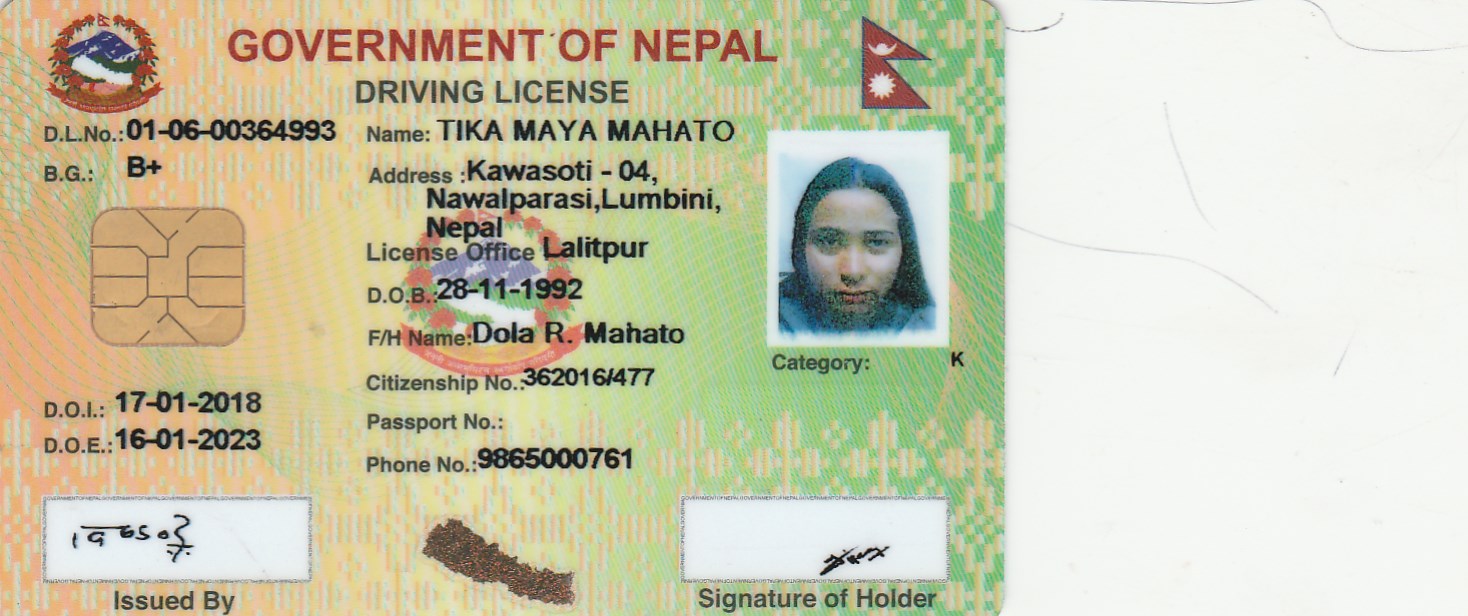 GOVERNMENT OF NEPAL
DRIVING LICENSE
D.L.No.: 01-06-00364993
B.G.: B+
Name: TIKA MAYA MAHATO
Address : Kawasoti - 04,
Nawalparasi,Lumbini,
Nepal
License Office Lalitpur
D.O.B.: 28-11-1992
F/H Name: Dola R. Mahato
Citizenship No.: 362016/477
Passport No.:
Phone No.: 9865000761
Category: K
D.O.I.: 17-01-2018
D.O.E.: 16-01-2023
Issued By
Signature of Holder